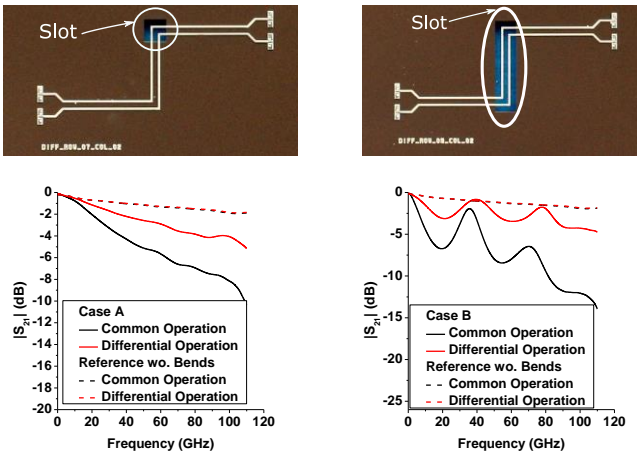 Slot
DIFF_ROW_07_COL_02
Slot
DIFF_ROW_08_COL_02
|S21| (dB)
0
-2
-4
-6
-8
-10
-12
-14
-16
-18
-20
Case A
Common Operation
Differential Operation
Reference wo. Bends
Common Operation
Differential Operation
0 20 40 60 80 100 120
Frequency (GHz)
|S21| (dB)
0
-5
-10
-15
-20
-25
Case B
Common Operation
Differential Operation
Reference wo. Bends
Common Operation
Differential Operation
0 20 40 60 80 100 120
Frequency (GHz)